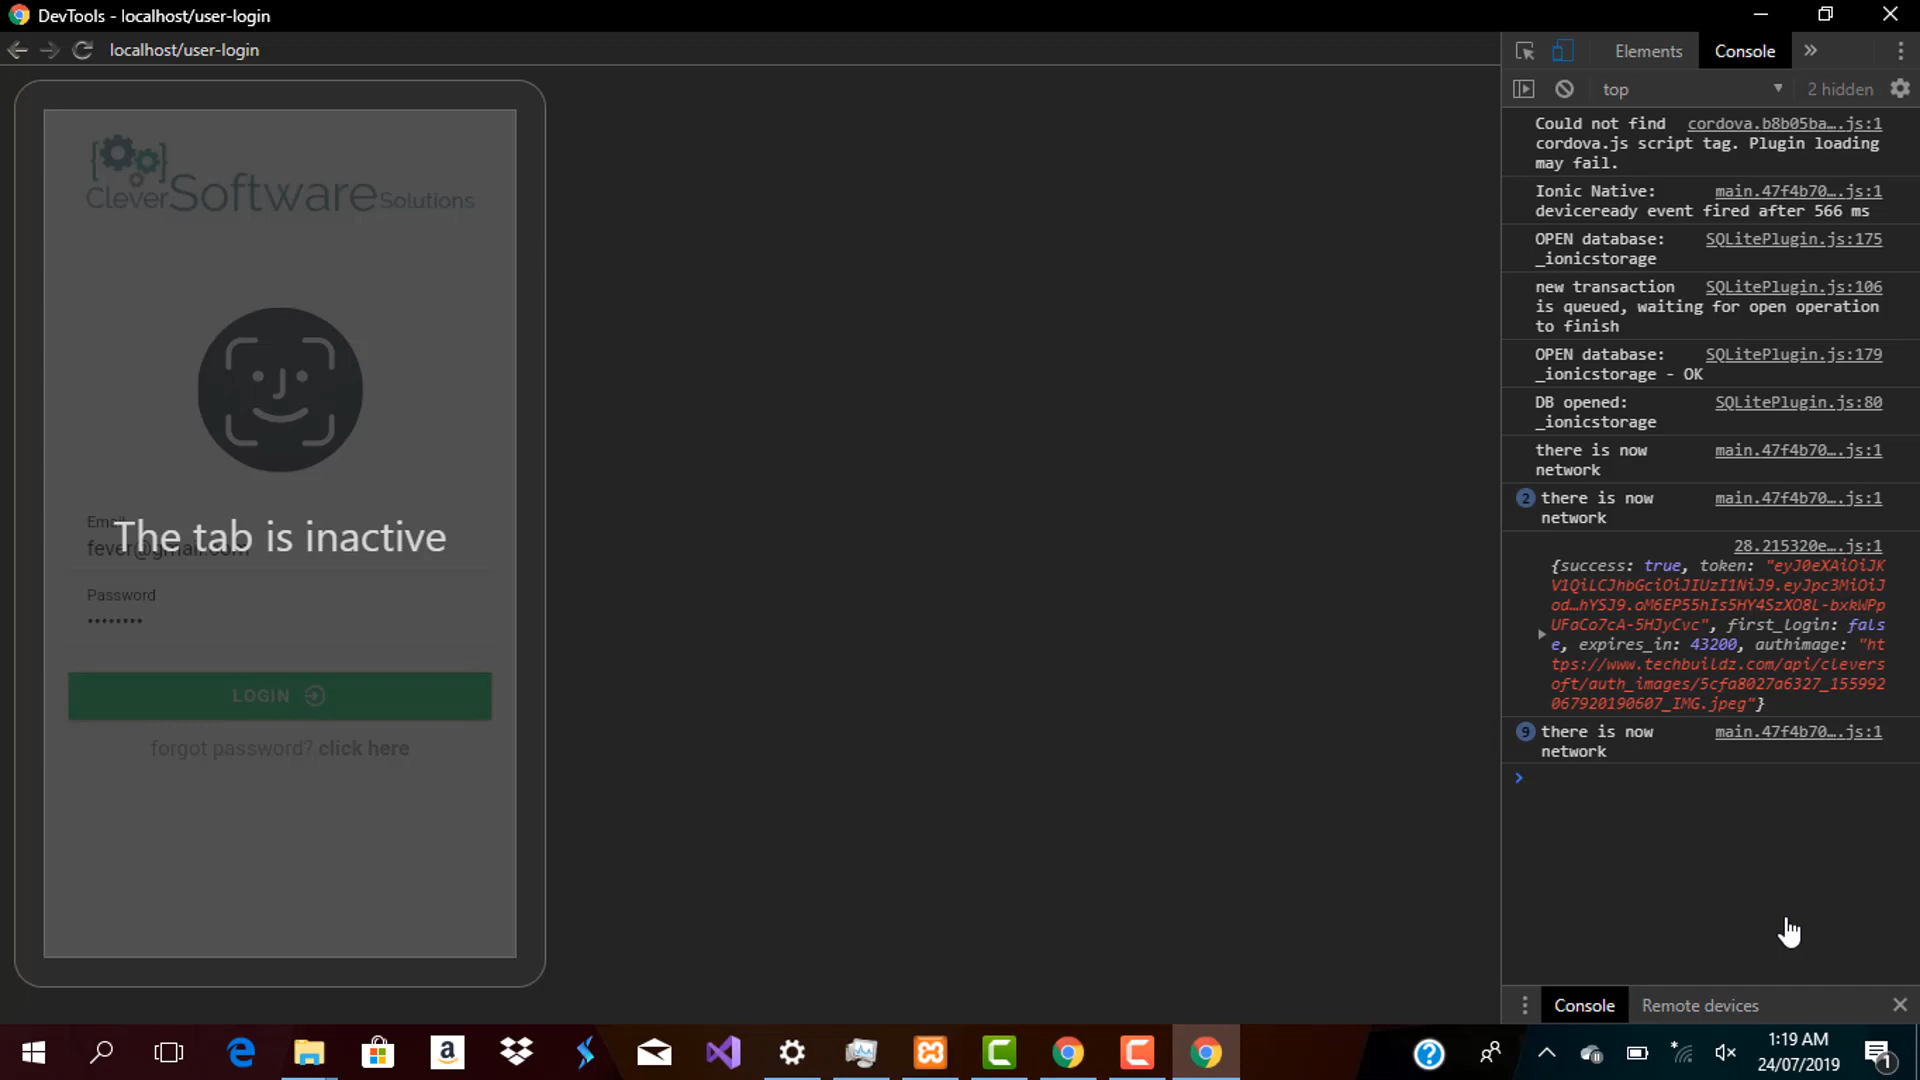 DevTools - localhost/user-login
localhost/user-login
Elements
Console
top
2 hidden
CleverSoftwareSolutions
Email
fever@gmail.com
The tab is inactive
Password
••••••••
LOGIN
forgot password? click here
Could not find cordova.b8b05ba….js:1
cordova.js script tag. Plugin loading
may fail.
Ionic Native: main.47f4b70….js:1
deviceready event fired after 566 ms
OPEN database: SQLitePlugin.js:175
_ionicstorage
new transaction SQLitePlugin.js:106
is queued, waiting for open operation
to finish
OPEN database: SQLitePlugin.js:179
_ionicstorage - OK
DB opened: SQLitePlugin.js:80
_ionicstorage
there is now main.47f4b70….js:1
network
2 there is now main.47f4b70….js:1
network
28.215320e….js:1
{success: true, token: "eyJ0eXAiOiJK
V1QiLCJhbGciOiJIUzI1NiJ9.eyJpc3MiOiJ
od…hYSJ9.oM6EP55hIs5HY4SzXO8L-bxkWPp
UFaCo7cA-5HJyCvc", first_login: fals
e, expires_in: 43200, authimage: "ht
tps://www.techbuildz.com/api/clevers
oft/auth_images/5cfa8027a6327_155992
067920190607_IMG.jpeg"}
9 there is now main.47f4b70….js:1
network
Console
Remote devices
1:19 AM
24/07/2019
1